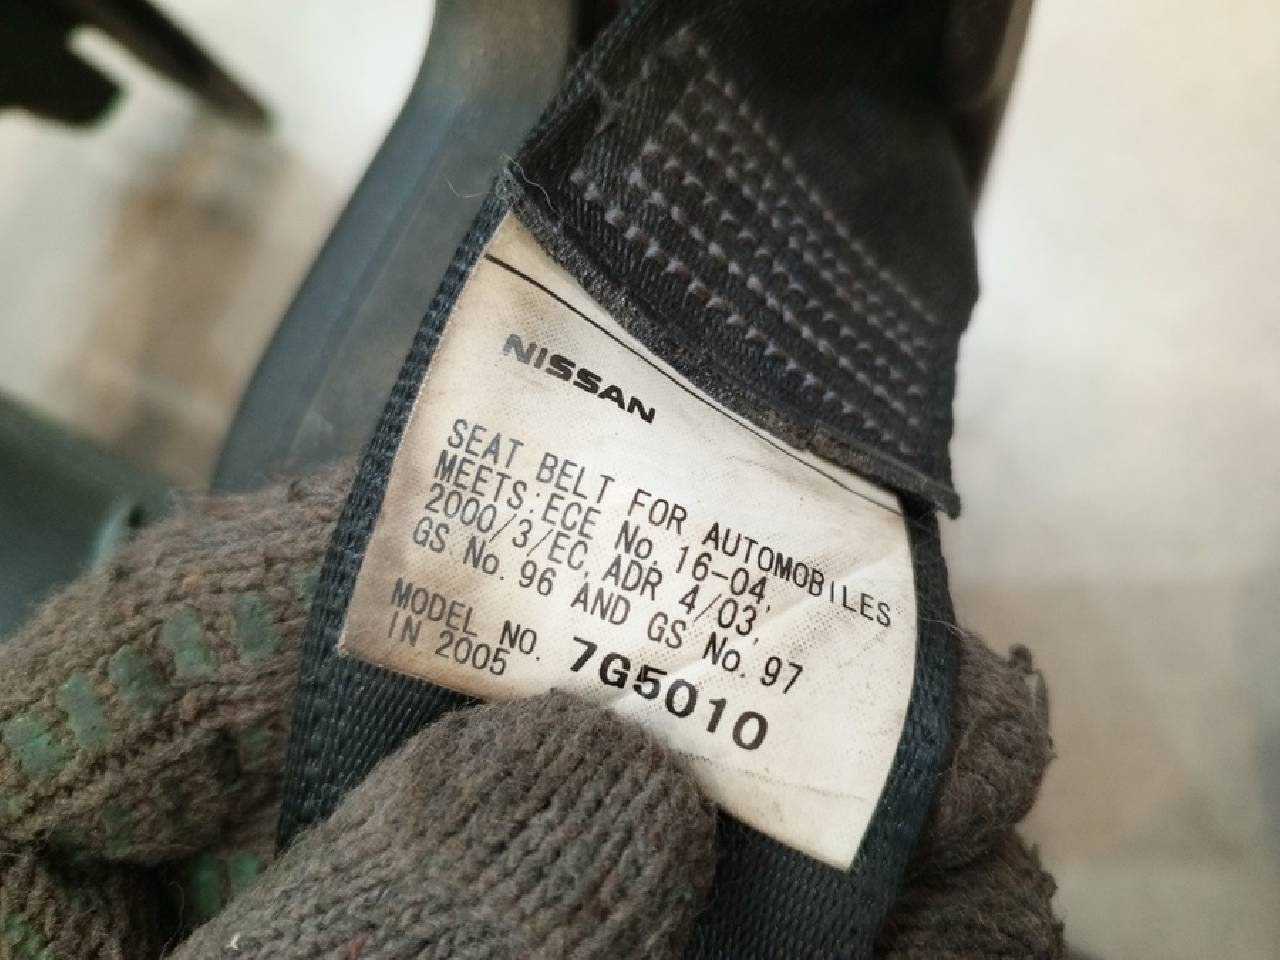 NISSAN
SEAT BELT FOR AUTOMOBILES
MEETS:ECE No. 16-04,
2000/3/EC, ADR 4/03,
GS No. 96 AND GS No. 97
MODEL NO. 7G5010
IN 2005